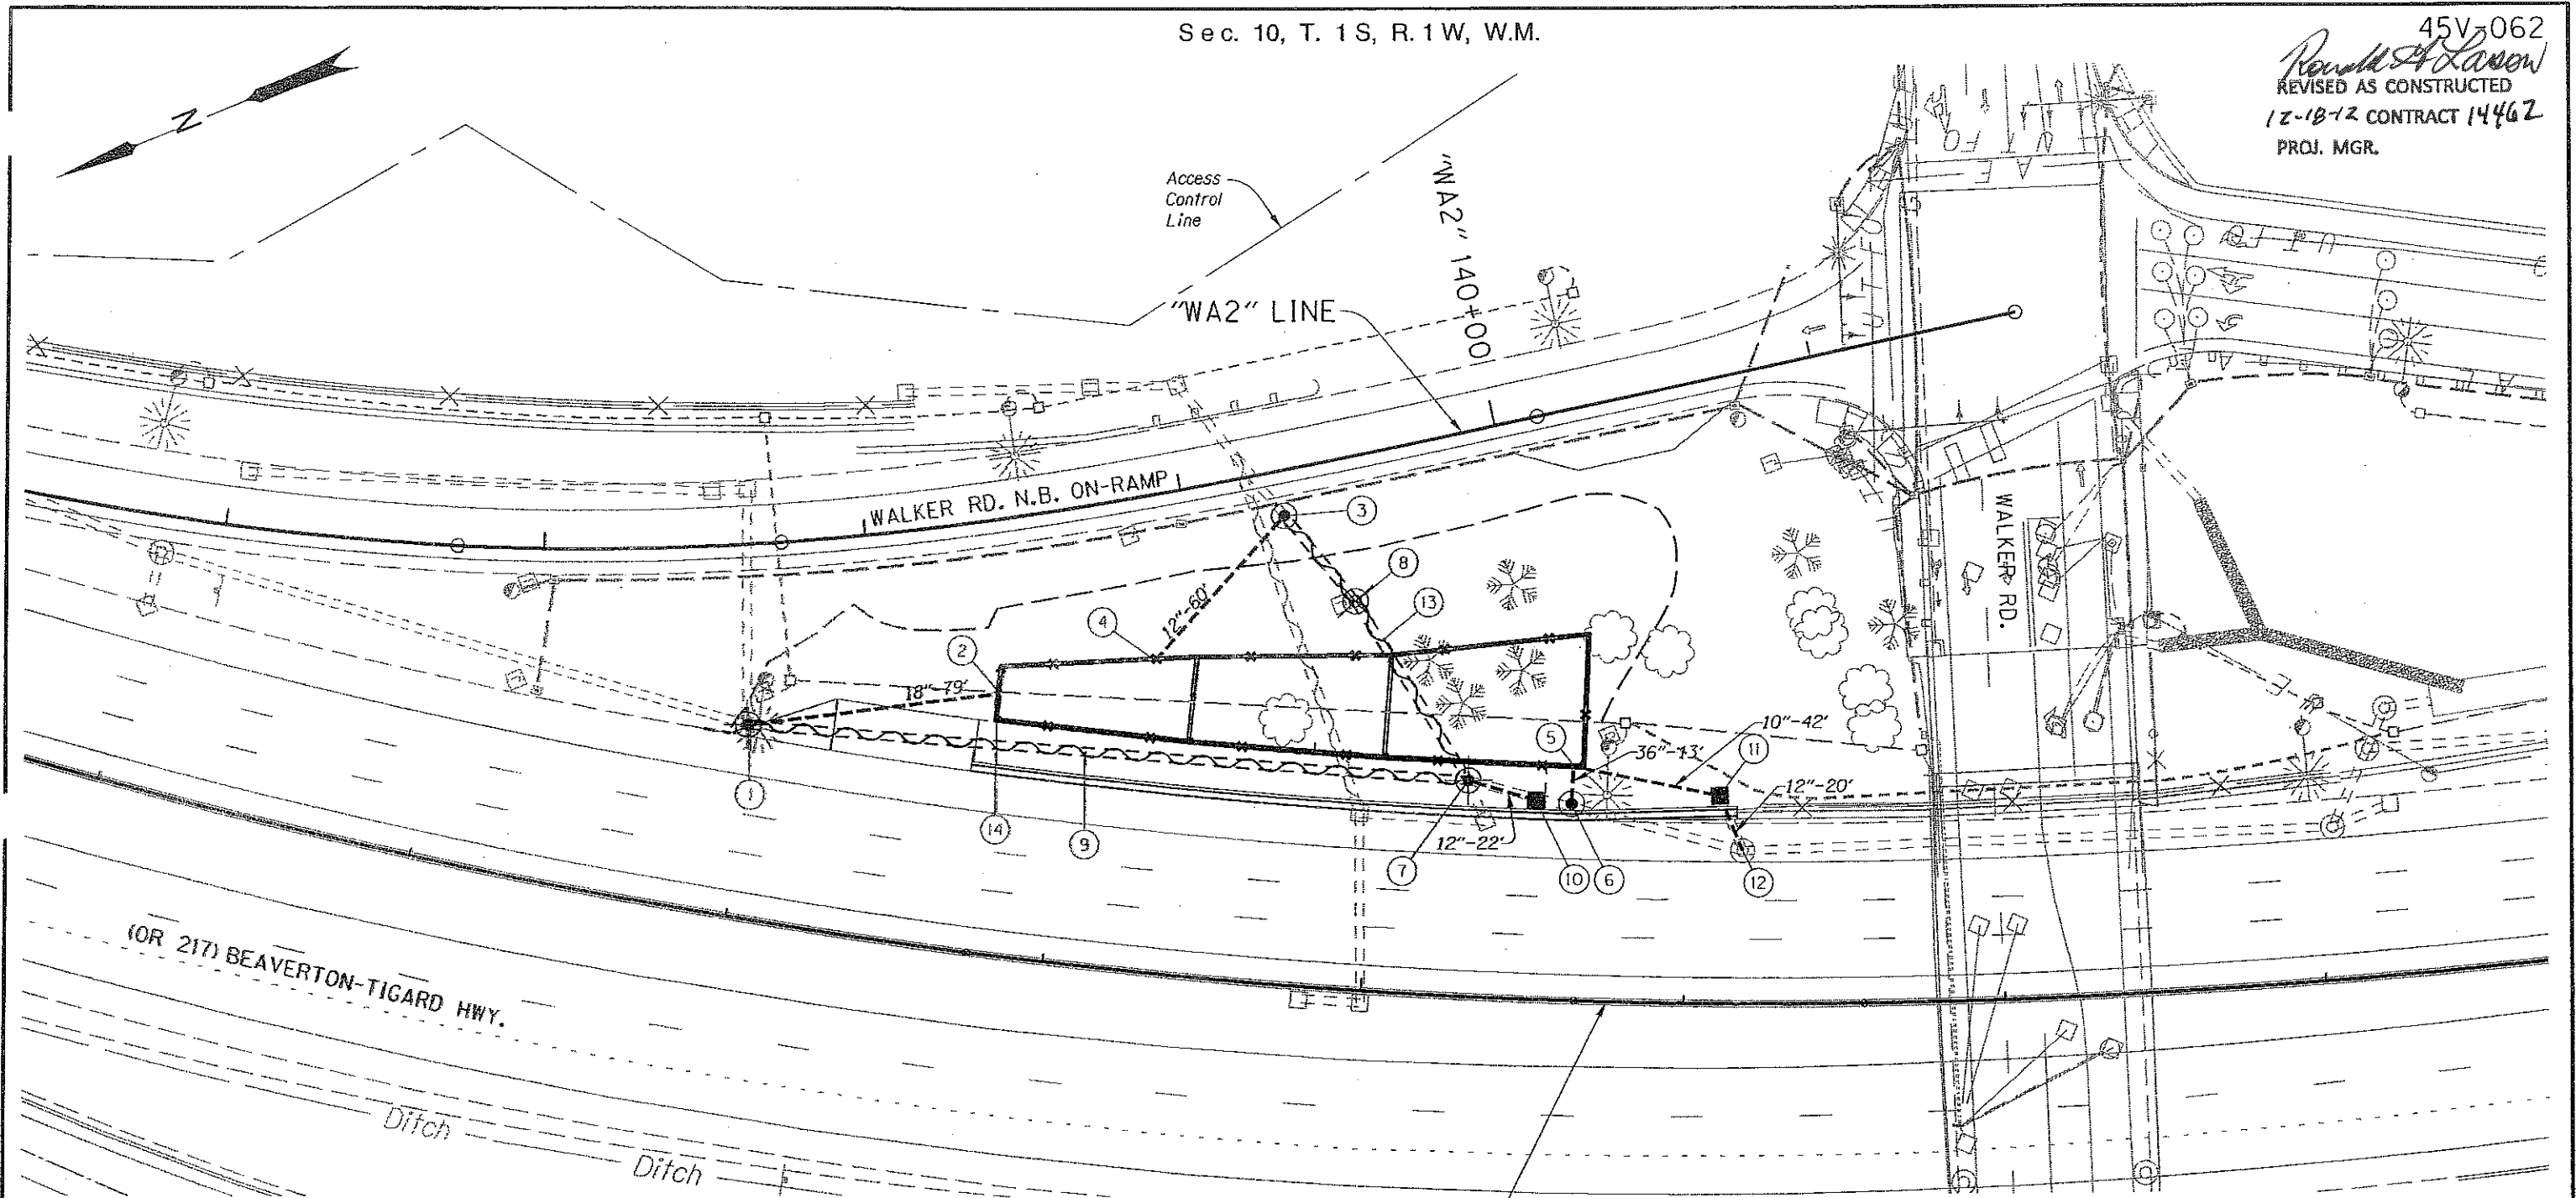 Sec. 10, T. 1 S, R. 1 W, W.M.
45V-062
REVISED AS CONSTRUCTED
12-18-12 CONTRACT 14462
PROJ. MGR.
N
Access
Control
Line
"WA2" LINE
"WA2" 140+00
WALKER RD. N.B. ON-RAMP
WALKER RD.
3
8
13
12"-60'
4
2
18"-79'
10"-42'
5
36"-13'
11
1
12"-20'
14
9
12"-22'
7
10
6
12
(OR 217) BEAVERTON-TIGARD HWY.
Ditch
Ditch